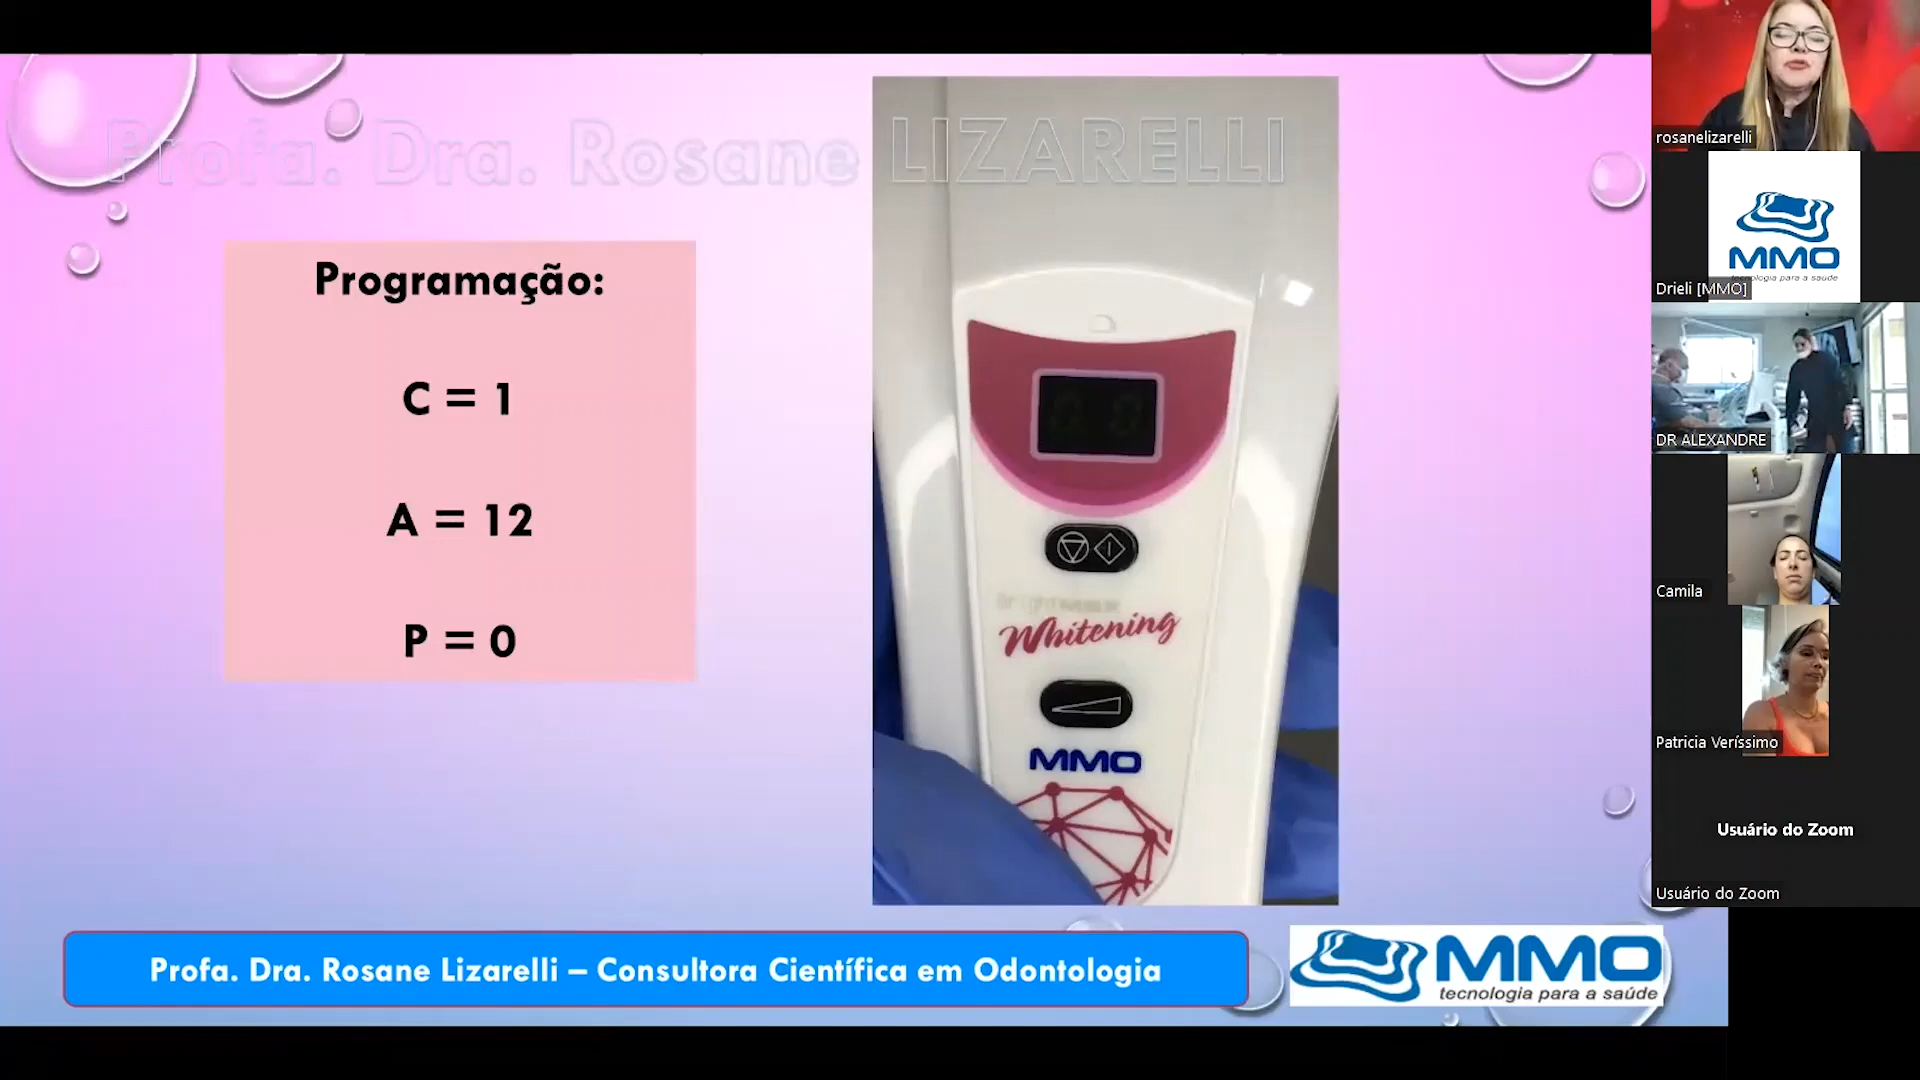 Profa. Dra. Rosane LIZARELLI
Programação:
C = 1
A = 12
P = 0
Whitening
MMO
Profa. Dra. Rosane Lizarelli – Consultora Científica em Odontologia
MMO
tecnologia para a saúde
rosanelizarelli
MMO
tecnologia para a saúde
Drieli [MMO]
DR ALEXANDRE
Camila
Patricia Veríssimo
Usuário do Zoom
Usuário do Zoom